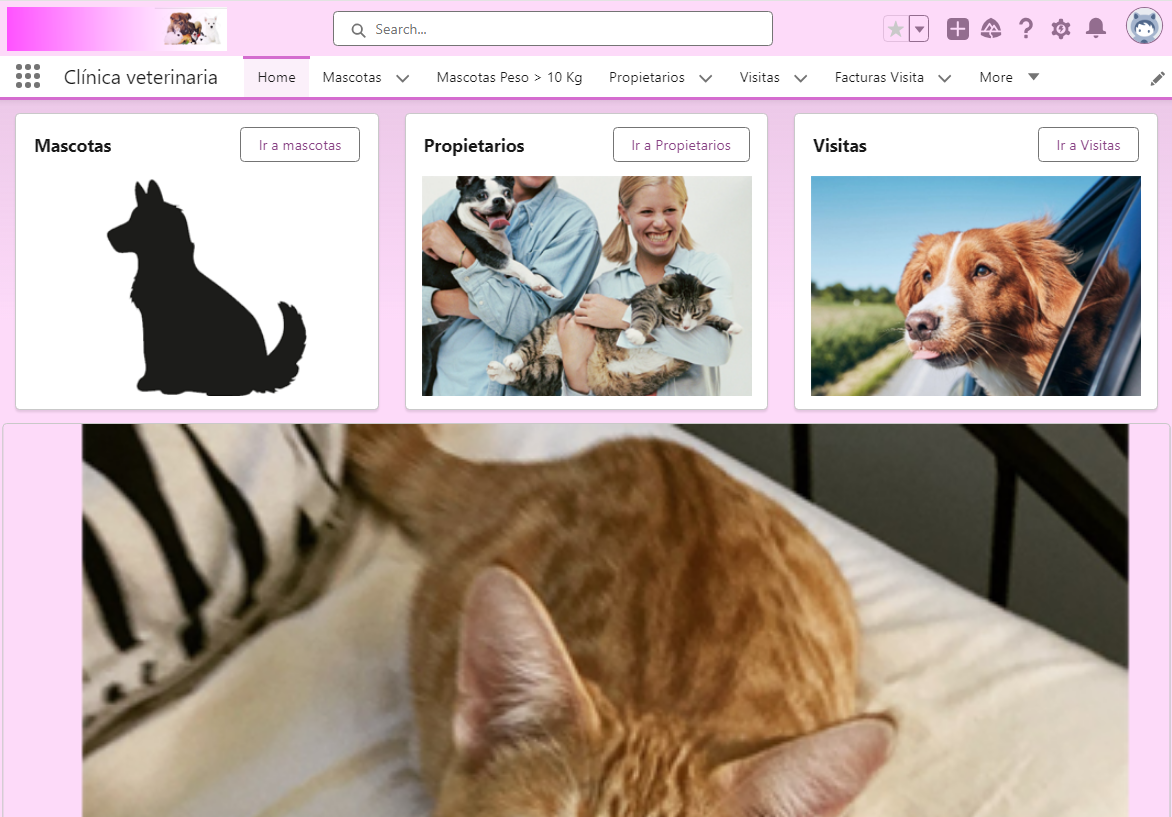 Search...
Clínica veterinaria
Home Mascotas Mascotas Peso > 10 Kg Propietarios Visitas Facturas Visita More
Mascotas Ir a mascotas
Propietarios Ir a Propietarios
Visitas Ir a Visitas